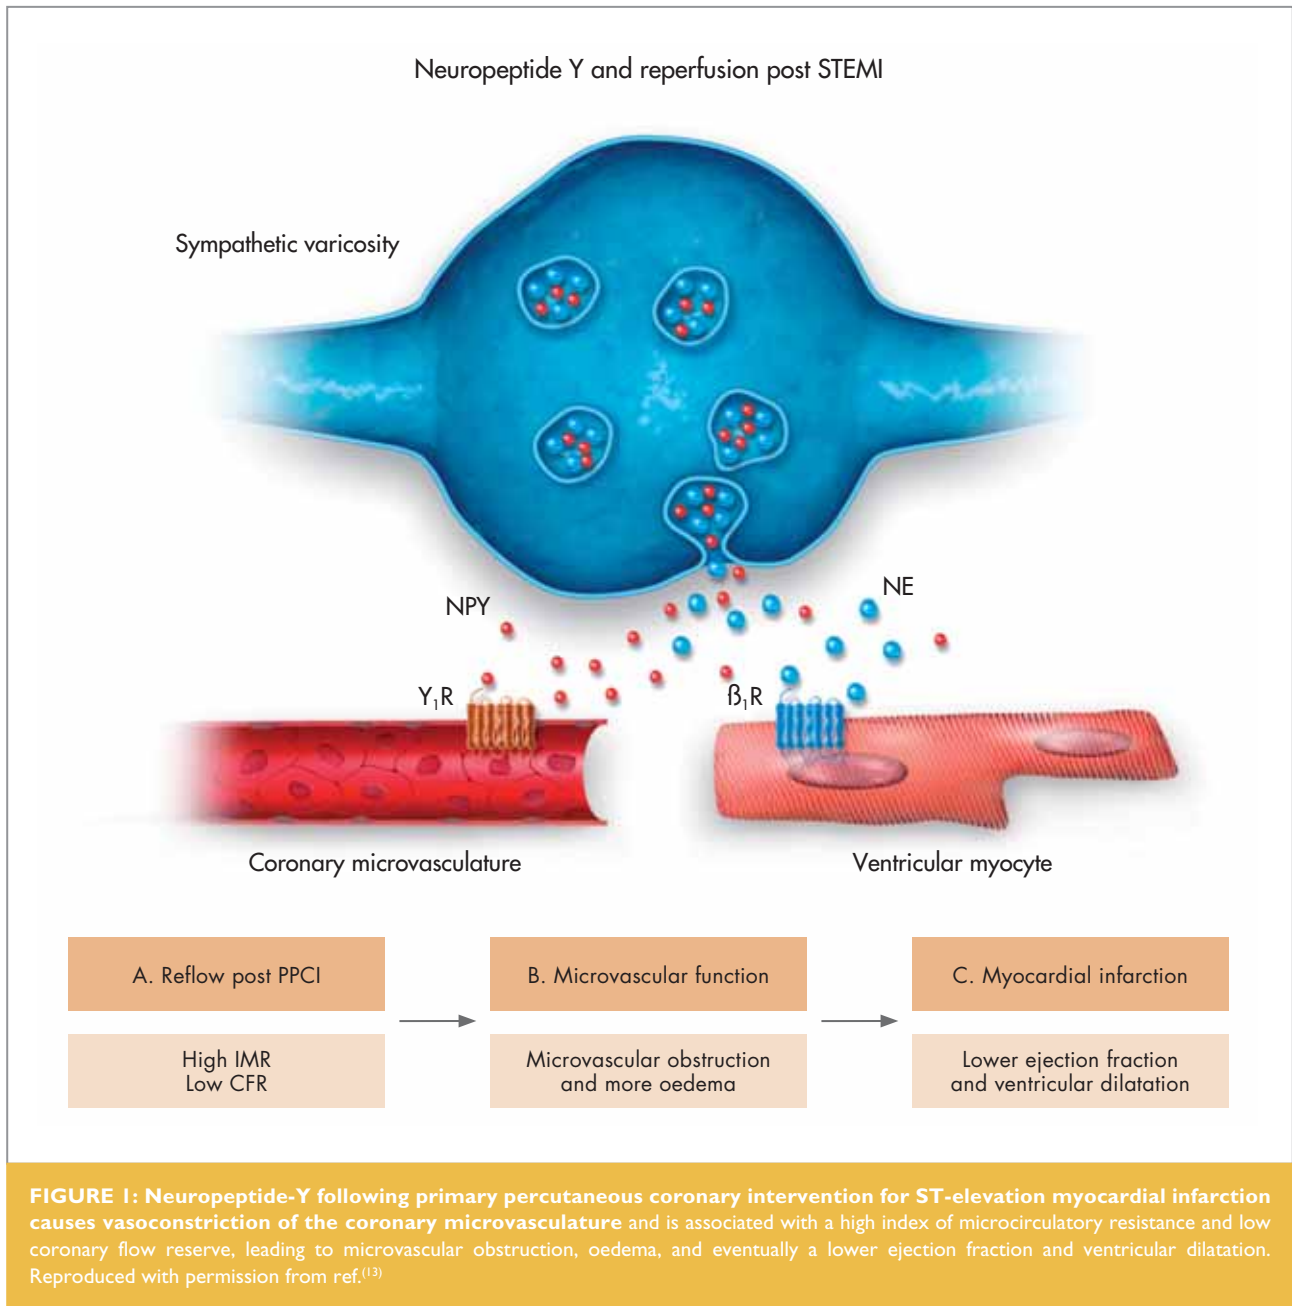 Neuropeptide Y and reperfusion post STEMI
Sympathetic varicosity
NPY
NE
Y₁R
β₁R
Coronary microvasculature
Ventricular myocyte
A. Reflow post PPCI
High IMR
Low CFR
B. Microvascular function
Microvascular obstruction
and more oedema
C. Myocardial infarction
Lower ejection fraction
and ventricular dilatation
FIGURE 1: Neuropeptide-Y following primary percutaneous coronary intervention for ST-elevation myocardial infarction
causes vasoconstriction of the coronary microvasculature and is associated with a high index of microcirculatory resistance and low
coronary flow reserve, leading to microvascular obstruction, oedema, and eventually a lower ejection fraction and ventricular dilatation.
Reproduced with permission from ref.⁽¹³⁾